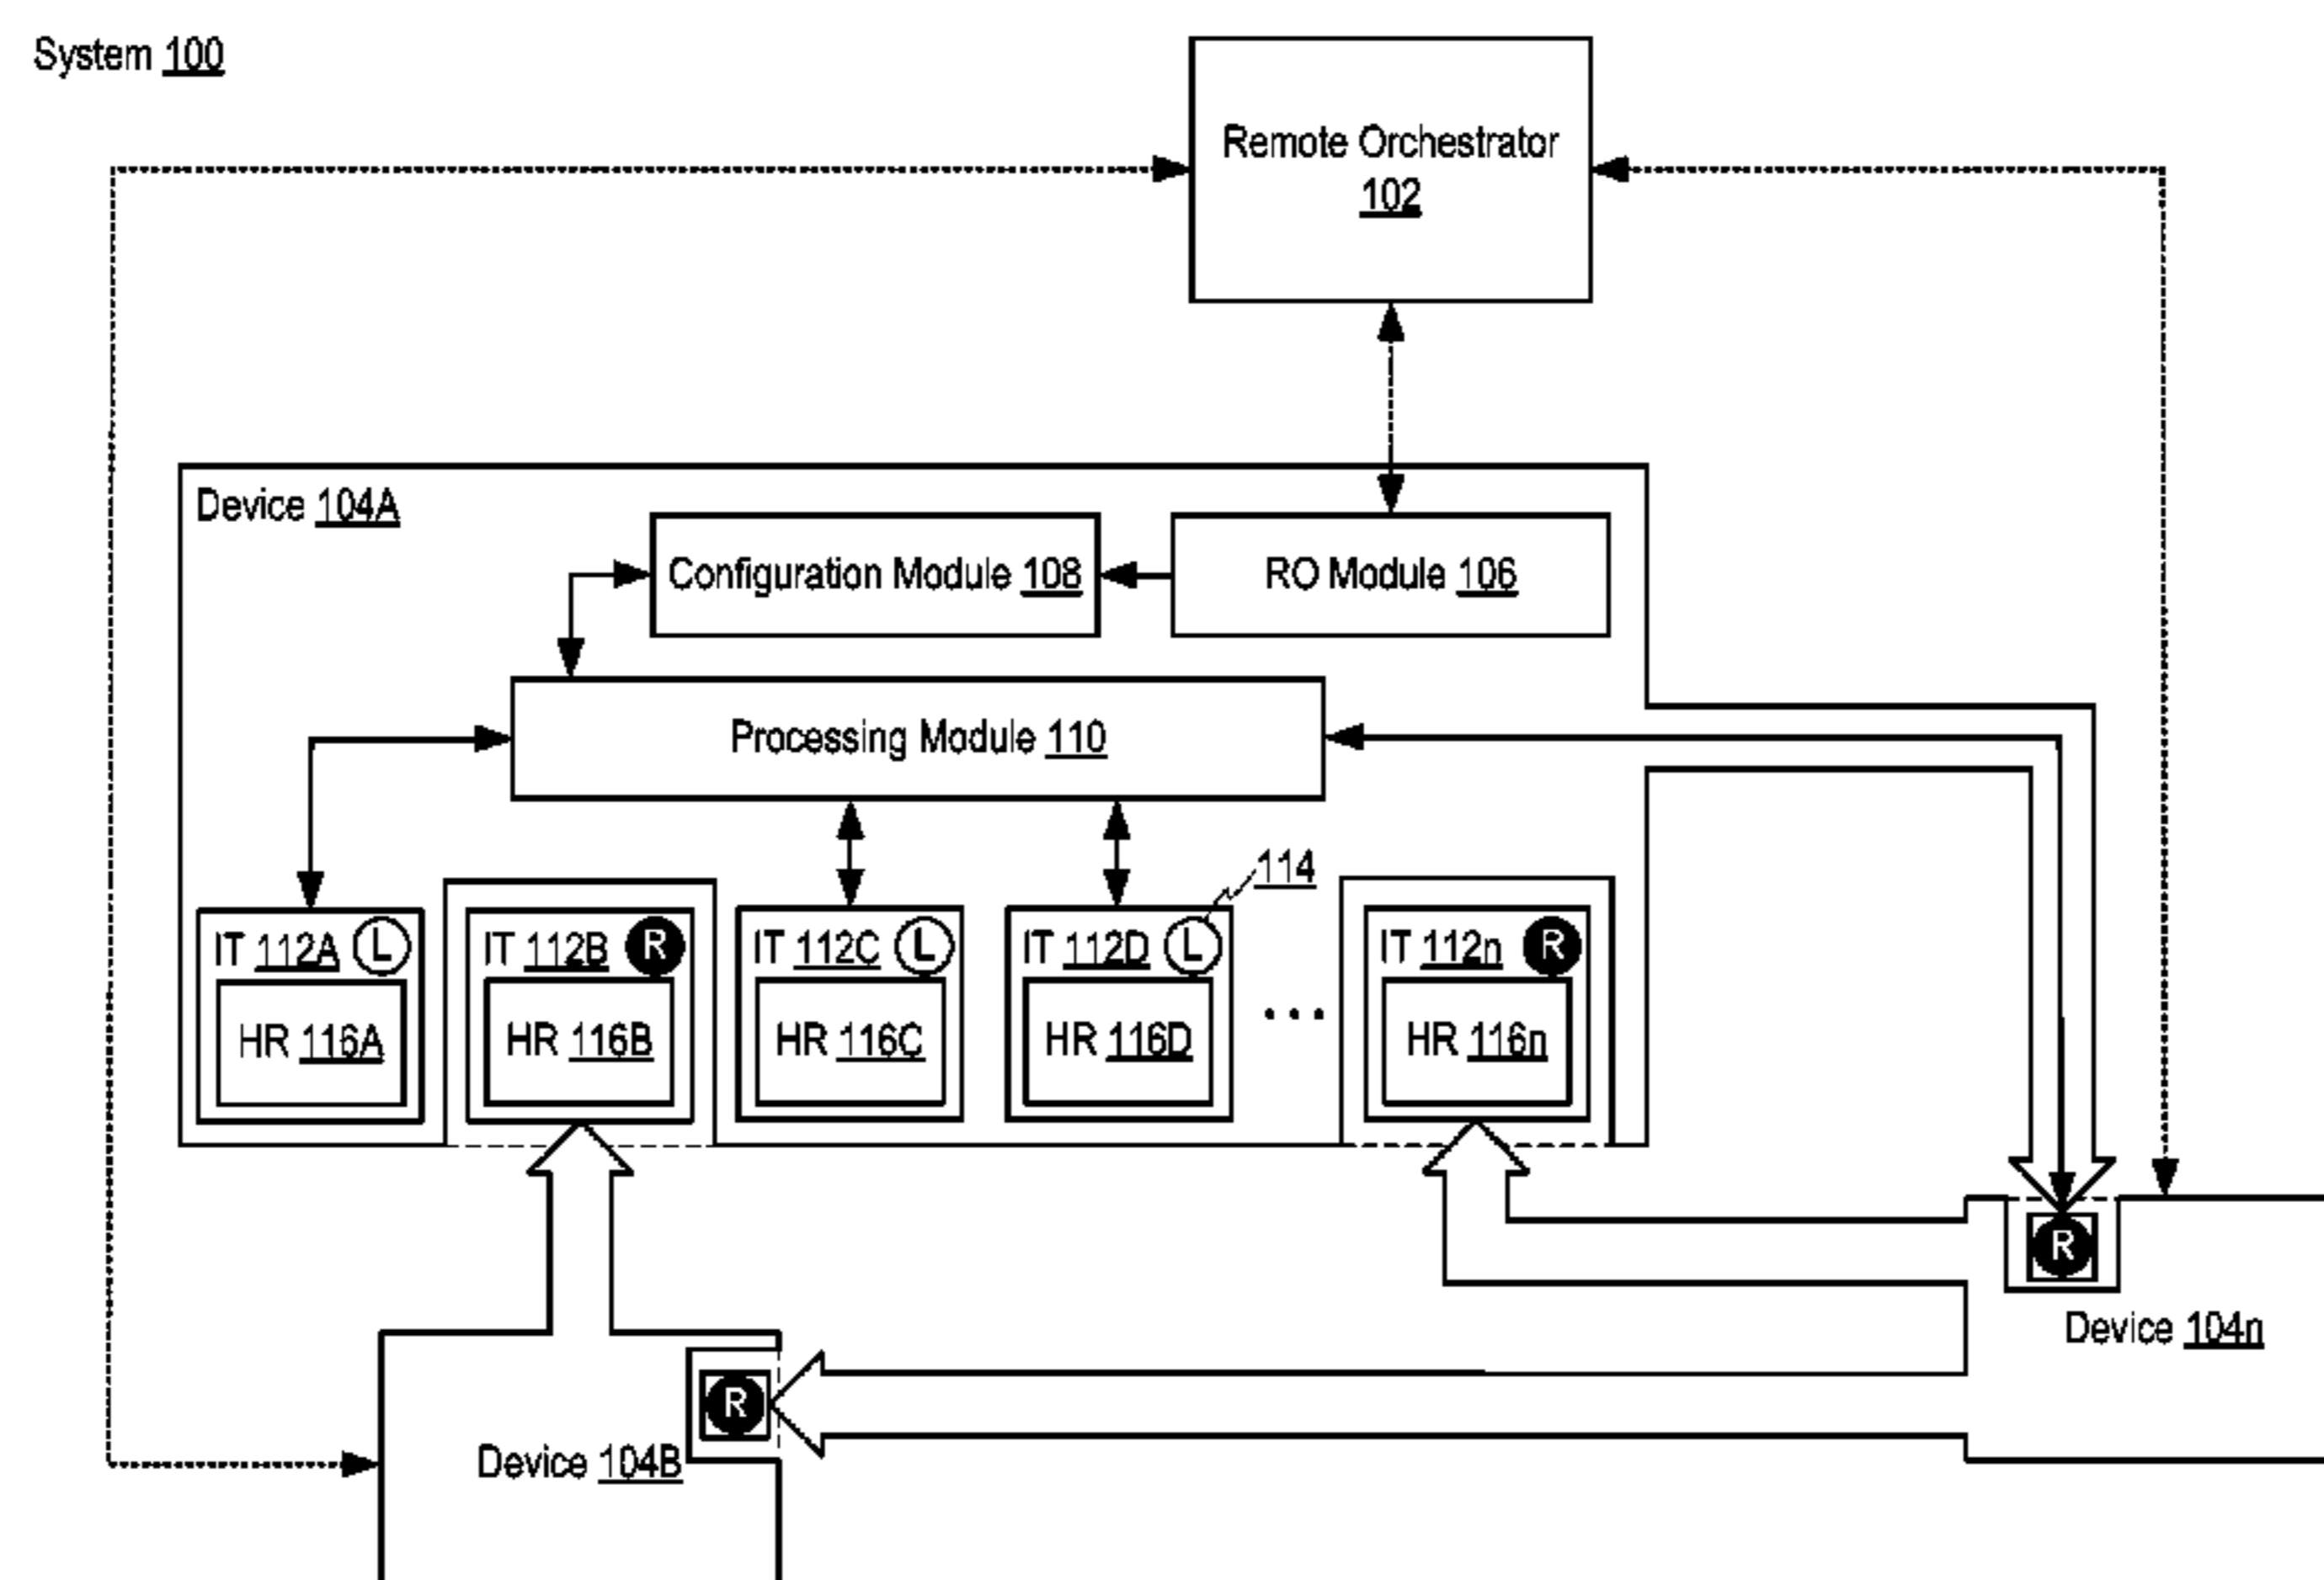 System 100
Remote Orchestrator
102
Device 104A
Configuration Module 108
RO Module 106
Processing Module 110
114
IT 112A L
IT 112B R
IT 112C L
IT 112D L
IT 112n R
HR 116A
HR 116B
HR 116C
HR 116D
...
HR 116n
R
Device 104n
R
Device 104B